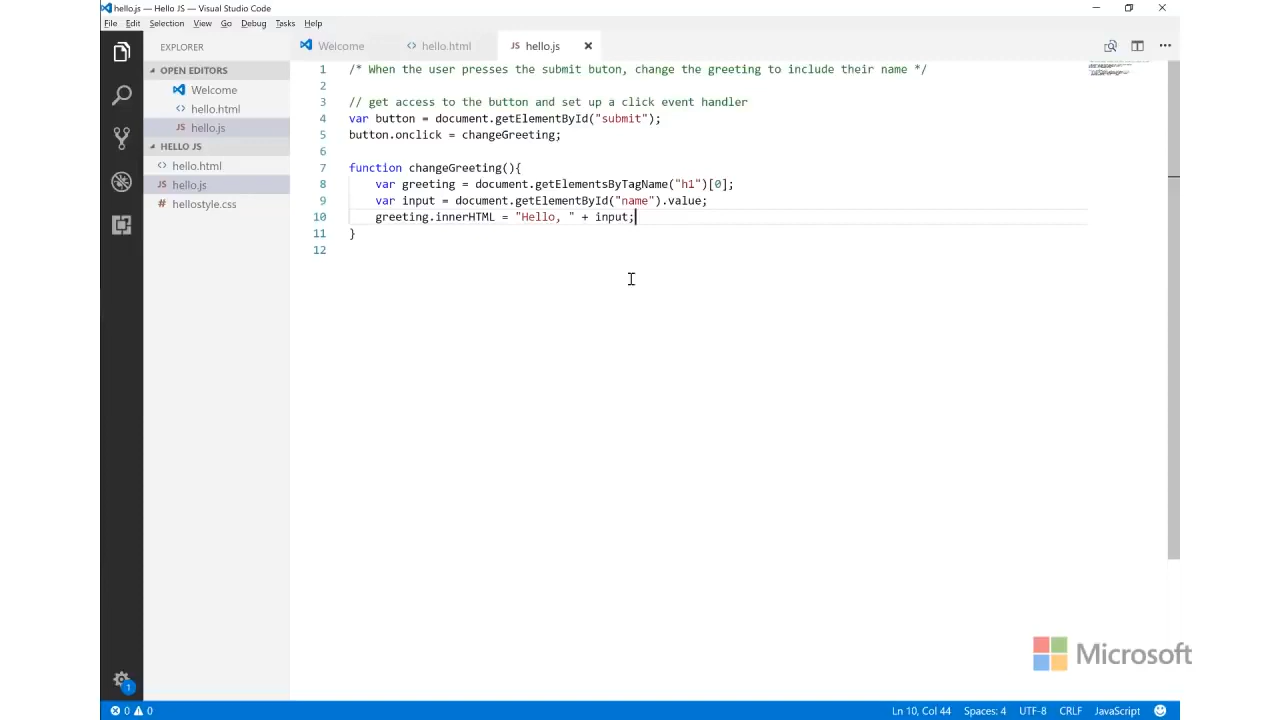 hello.js — Hello JS — Visual Studio Code
File Edit Selection View Go Debug Tasks Help
EXPLORER
OPEN EDITORS
Welcome
<> hello.html
JS hello.js
HELLO JS
<> hello.html
JS hello.js
# hellostyle.css
Welcome <> hello.html JS hello.js
1 /* When the user presses the submit buton, change the greeting to include their name */
2
3 // get access to the button and set up a click event handler
4 var button = document.getElementById("submit");
5 button.onclick = changeGreeting;
6
7 function changeGreeting(){
8 var greeting = document.getElementsByTagName("h1")[0];
9 var input = document.getElementById("name").value;
10 greeting.innerHTML = "Hello, " + input;
11 }
12
Microsoft
1
0 0 Ln 10, Col 44 Spaces: 4 UTF-8 CRLF JavaScript